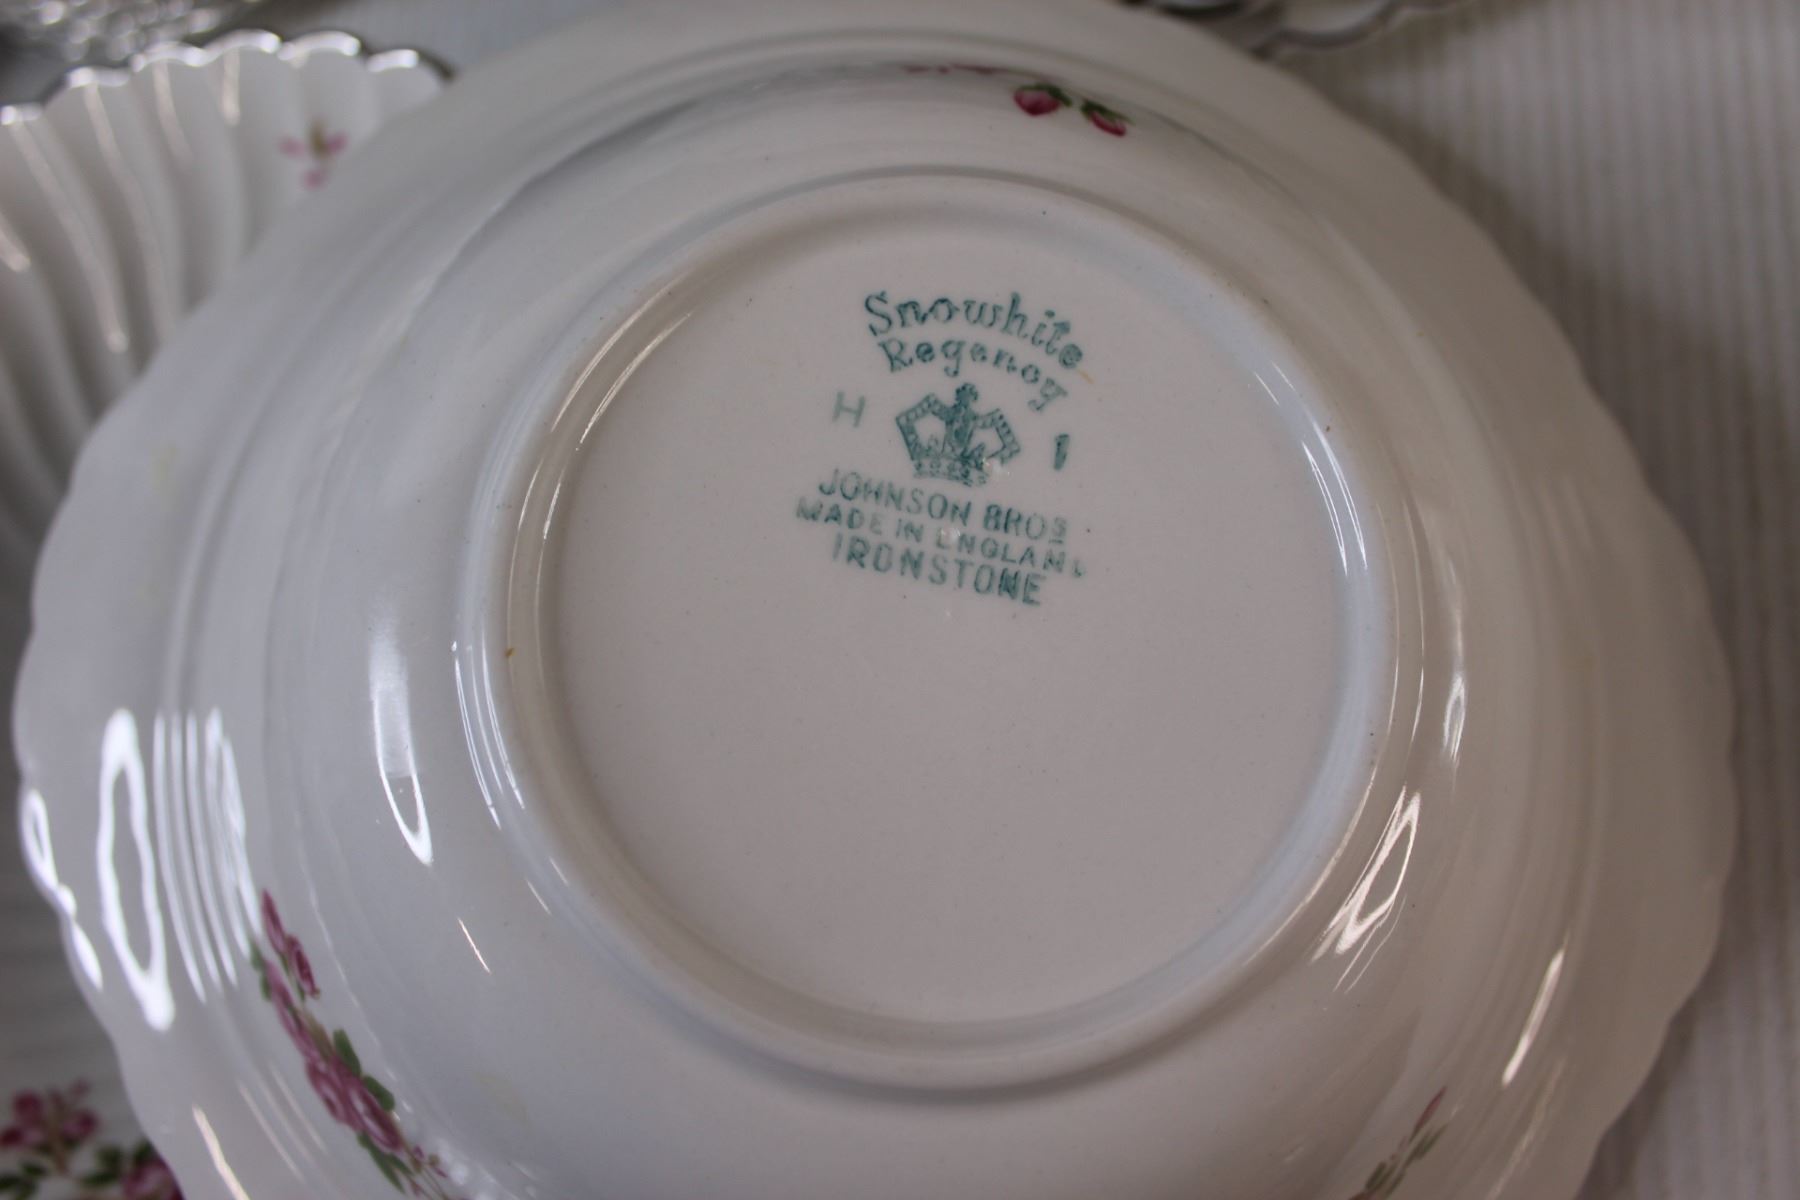 Snowhite
Regency
H 1
JOHNSON BROS
MADE IN ENGLAND
IRONSTONE